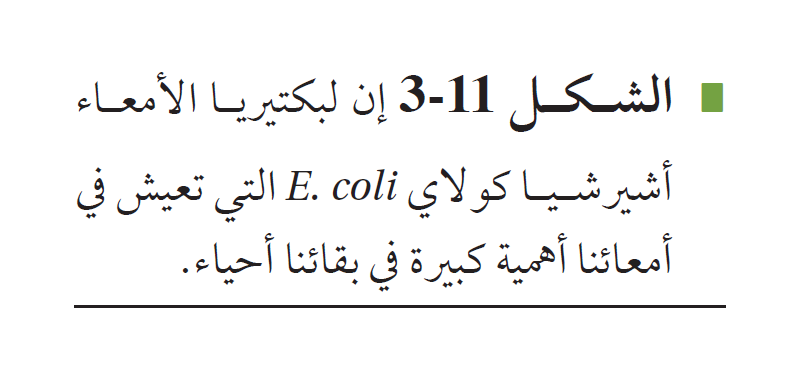 الشكل 11-3 إن لبكتيريا الأمعاء
أشيرشيا كولاي E. coli التي تعيش في
أمعائنا أهمية كبيرة في بقائنا أحياء.